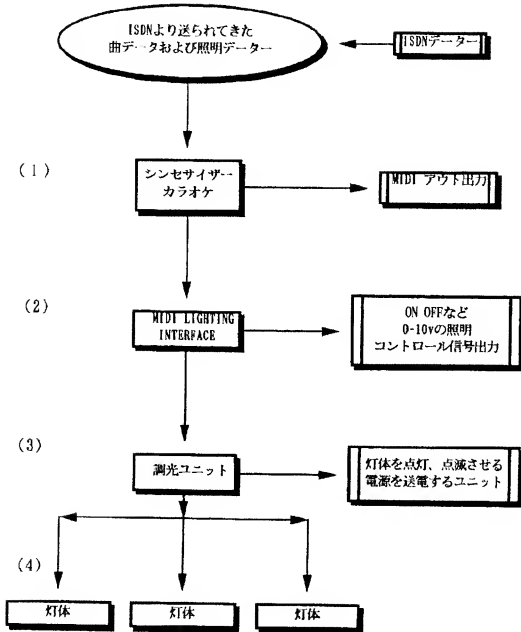 ISDNより送られてきた
曲データおよび照明データー
ISDNデーター
(1)
シンセサイザー
カラオケ
MIDI アウト出力
(2)
MIDI LIGHTING
INTERFACE
ON OFFなど
0-10vの照明
コントロール信号出力
(3)
調光ユニット
灯体を点灯、点滅させる
電源を送電するユニット
(4)
灯体
灯体
灯体